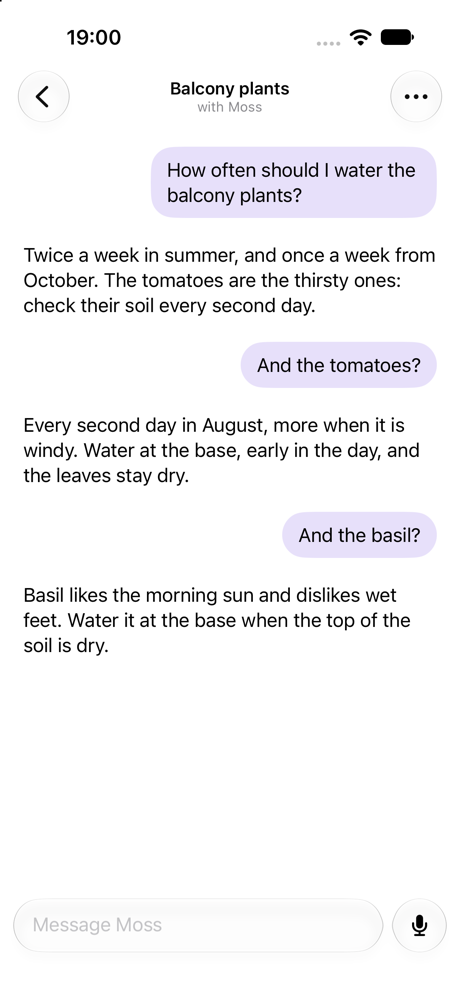 19:00
Balcony plants
with Moss
How often should I water the
balcony plants?
Twice a week in summer, and once a week from
October. The tomatoes are the thirsty ones:
check their soil every second day.
And the tomatoes?
Every second day in August, more when it is
windy. Water at the base, early in the day, and
the leaves stay dry.
And the basil?
Basil likes the morning sun and dislikes wet
feet. Water it at the base when the top of the
soil is dry.
Message Moss